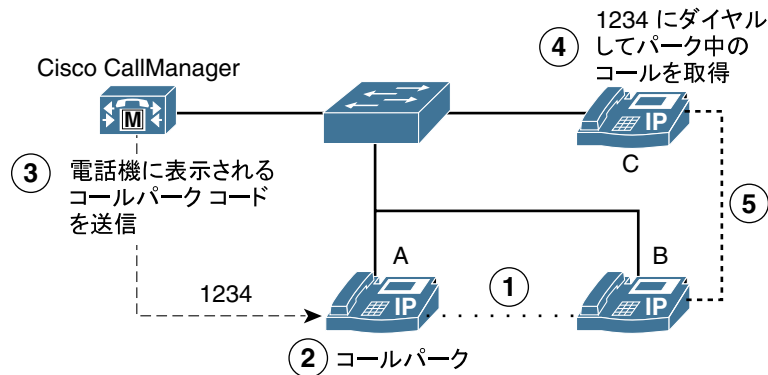 Cisco CallManager
M
4
1234 にダイヤル
してパーク中の
コールを取得
IP
C
3
電話機に表示される
コールパーク コード
を送信
5
A
B
1234
IP
1
IP
2
コールパーク